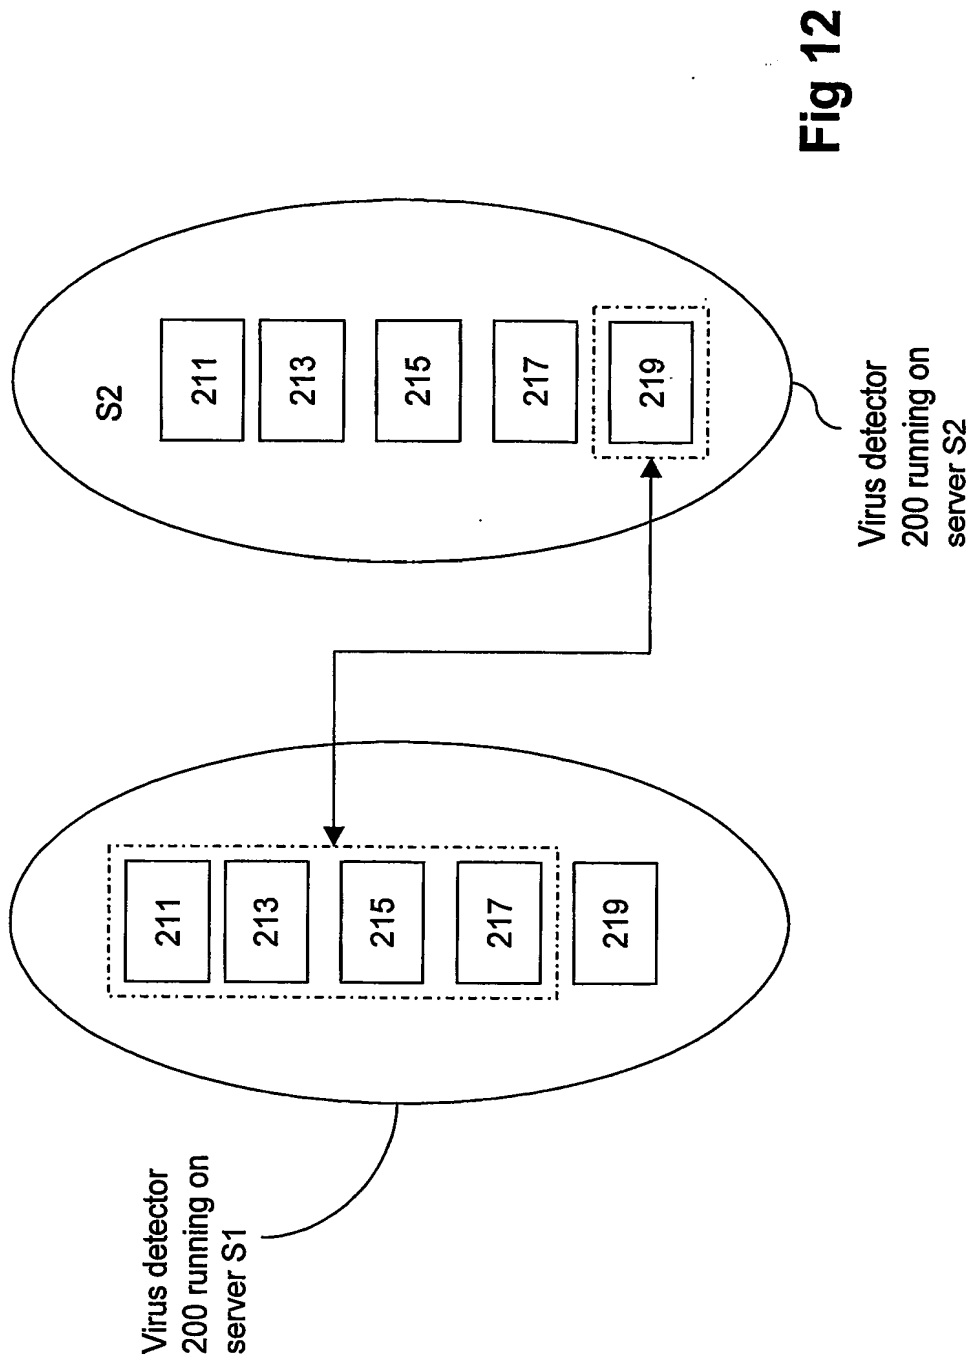 Virus detector
200 running on
server S1
211
213
215
217
219
S2
211
213
215
217
219
Virus detector
200 running on
server S2
Fig 12